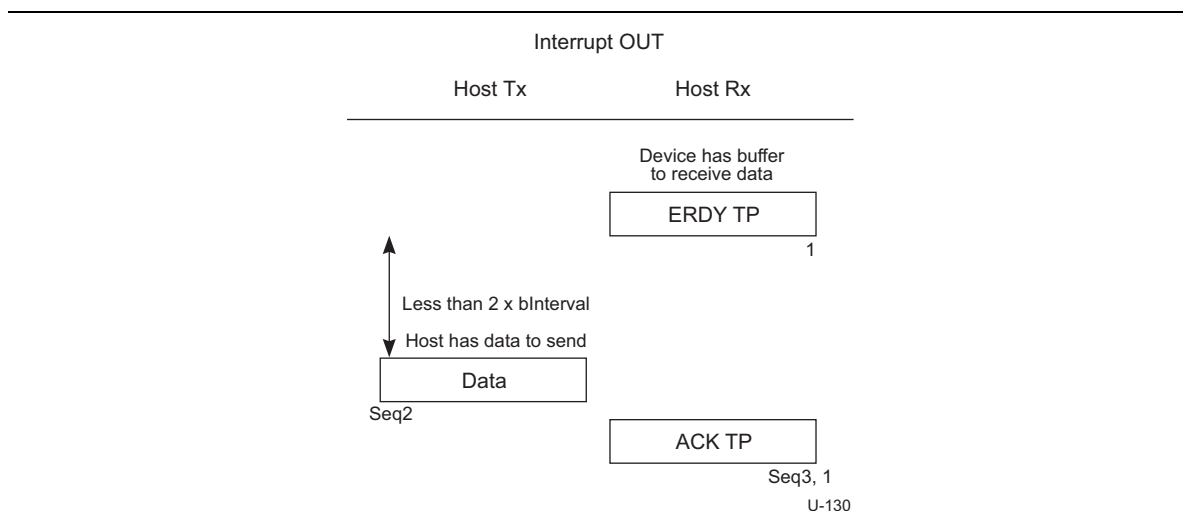 Interrupt OUT
Host Tx Host Rx
Device has buffer
to receive data
ERDY TP
1
Less than 2 x bInterval
Host has data to send
Data
Seq2
ACK TP
Seq3, 1
U-130